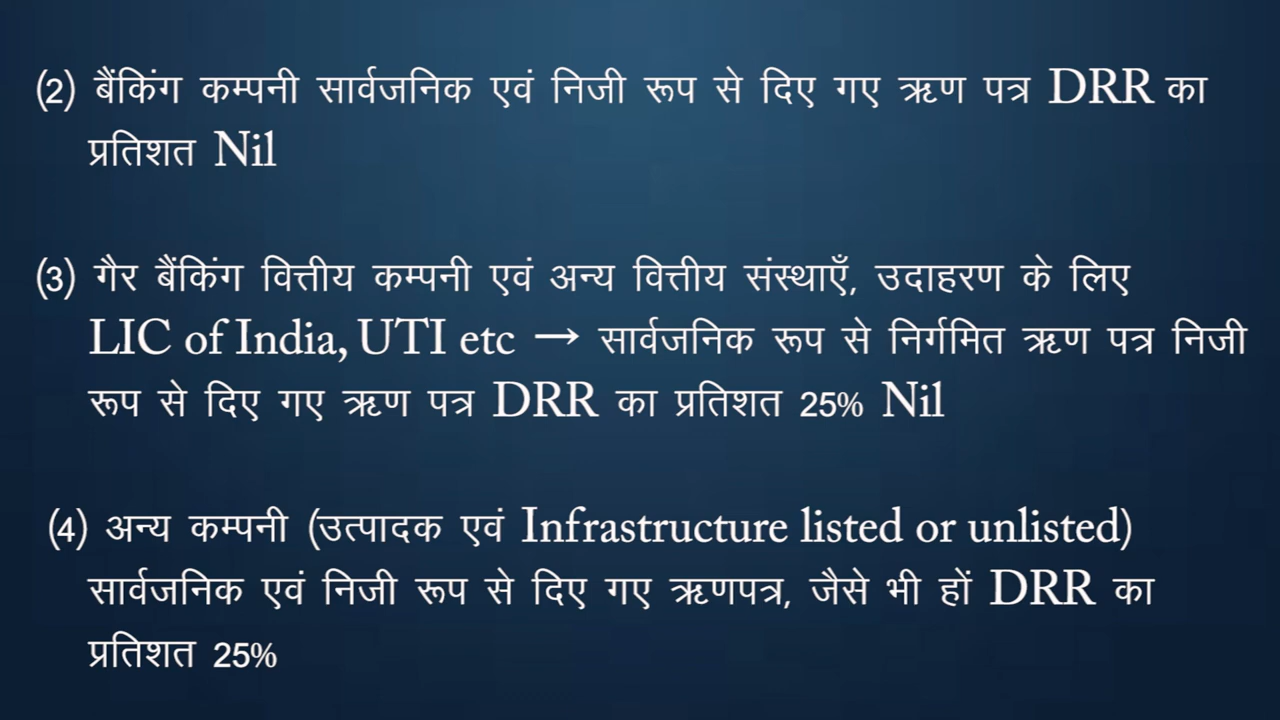 (2) बैंकिंग कम्पनी सार्वजनिक एवं निजी रूप से दिए गए ऋण पत्र DRR का
प्रतिशत Nil
(3) गैर बैंकिंग वित्तीय कम्पनी एवं अन्य वित्तीय संस्थाएँ, उदाहरण के लिए
LIC of India, UTI etc → सार्वजनिक रूप से निर्गमित ऋण पत्र निजी
रूप से दिए गए ऋण पत्र DRR का प्रतिशत 25% Nil
(4) अन्य कम्पनी (उत्पादक एवं Infrastructure listed or unlisted)
सार्वजनिक एवं निजी रूप से दिए गए ऋणपत्र, जैसे भी हों DRR का
प्रतिशत 25%